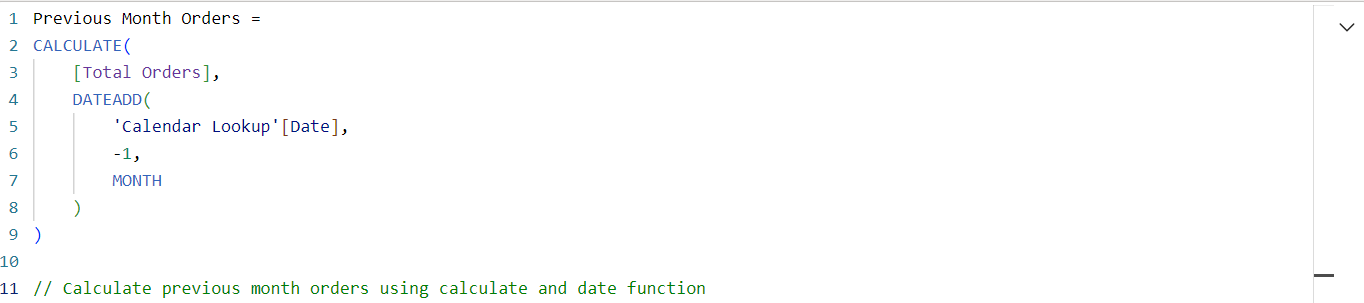 1 Previous Month Orders =
2 CALCULATE(
3 [Total Orders],
4 DATEADD(
5 'Calendar Lookup'[Date],
6 -1,
7 MONTH
8 )
9 )
10
11 // Calculate previous month orders using calculate and date function